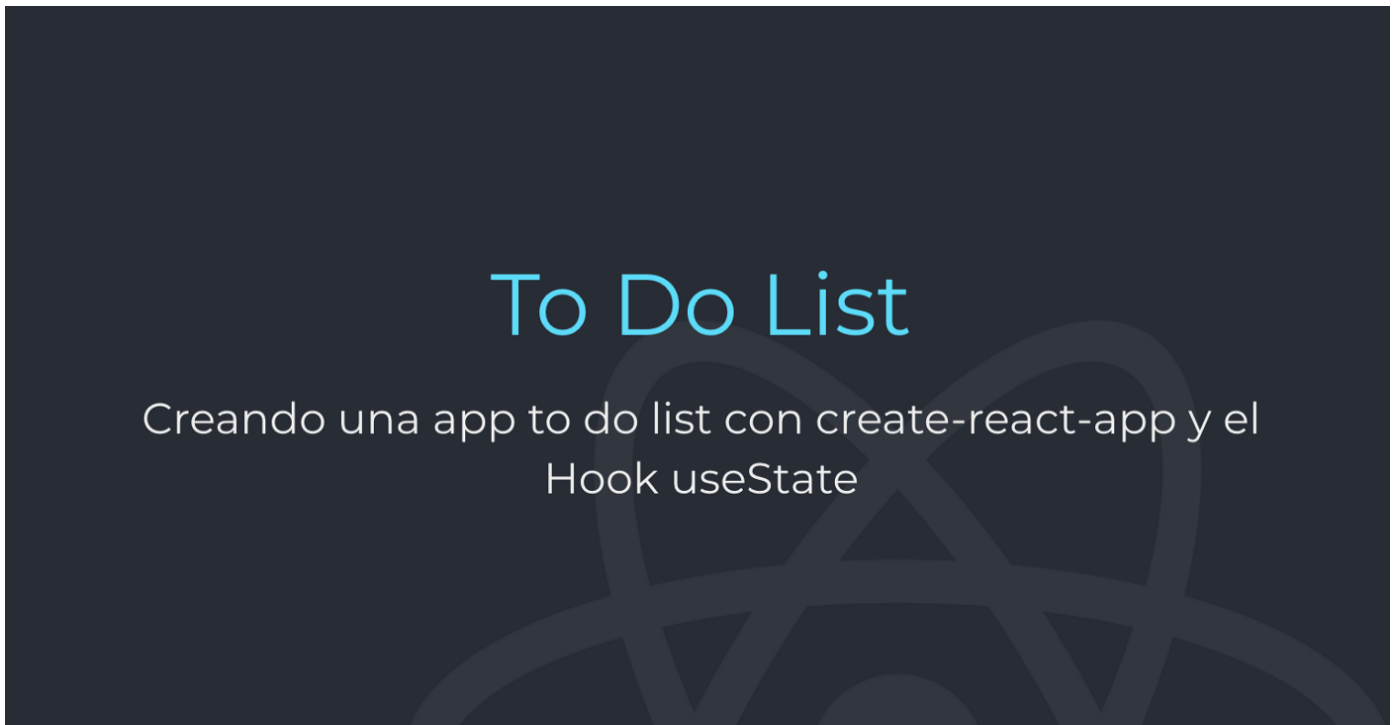 To Do List
Creando una app to do list con create-react-app y el
Hook useState